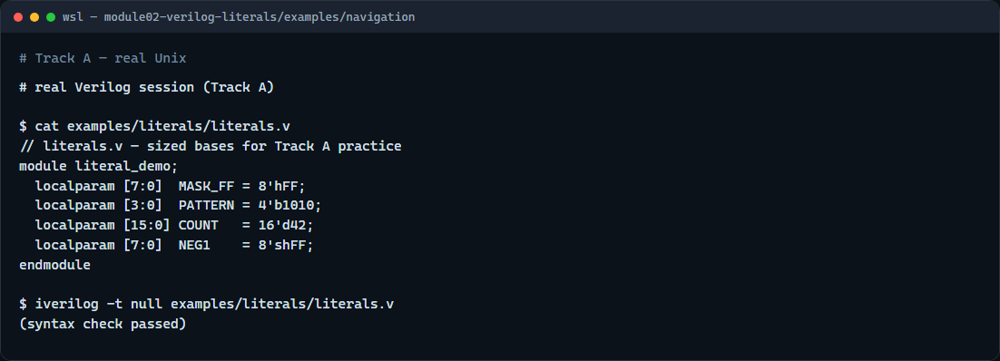 wsl — module02-verilog-literals/examples/navigation
# Track A — real Unix
# real Verilog session (Track A)
$ cat examples/literals/literals.v
// literals.v — sized bases for Track A practice
module literal_demo;
  localparam [7:0]  MASK_FF = 8'hFF;
  localparam [3:0]  PATTERN = 4'b1010;
  localparam [15:0] COUNT   = 16'd42;
  localparam [7:0]  NEG1    = 8'shFF;
endmodule
$ iverilog -t null examples/literals/literals.v
(syntax check passed)